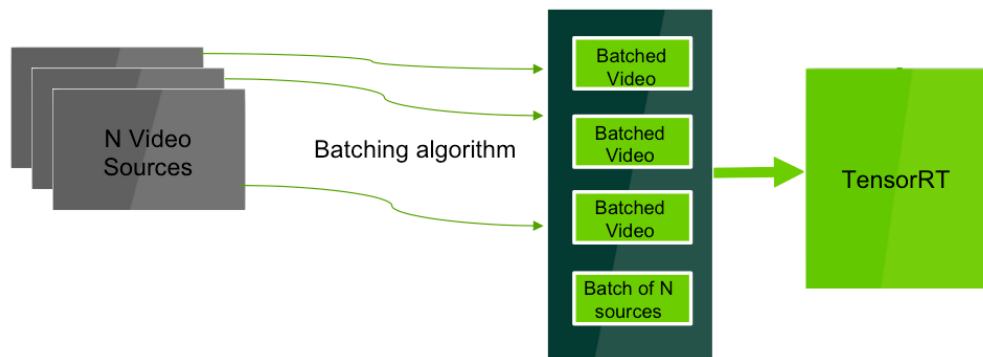 N Video
Sources
Batching algorithm
Batched
Video
Batched
Video
Batched
Video
Batch of N
sources
TensorRT